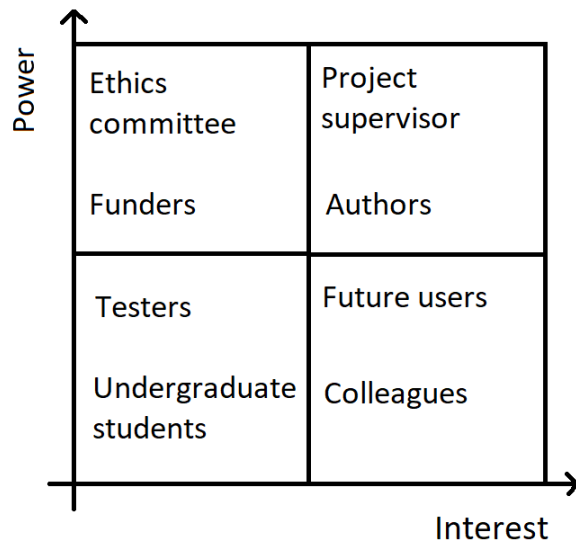 Power
Ethics
committee
Funders
Project
supervisor
Authors
Testers
Undergraduate
students
Future users
Colleagues
Interest